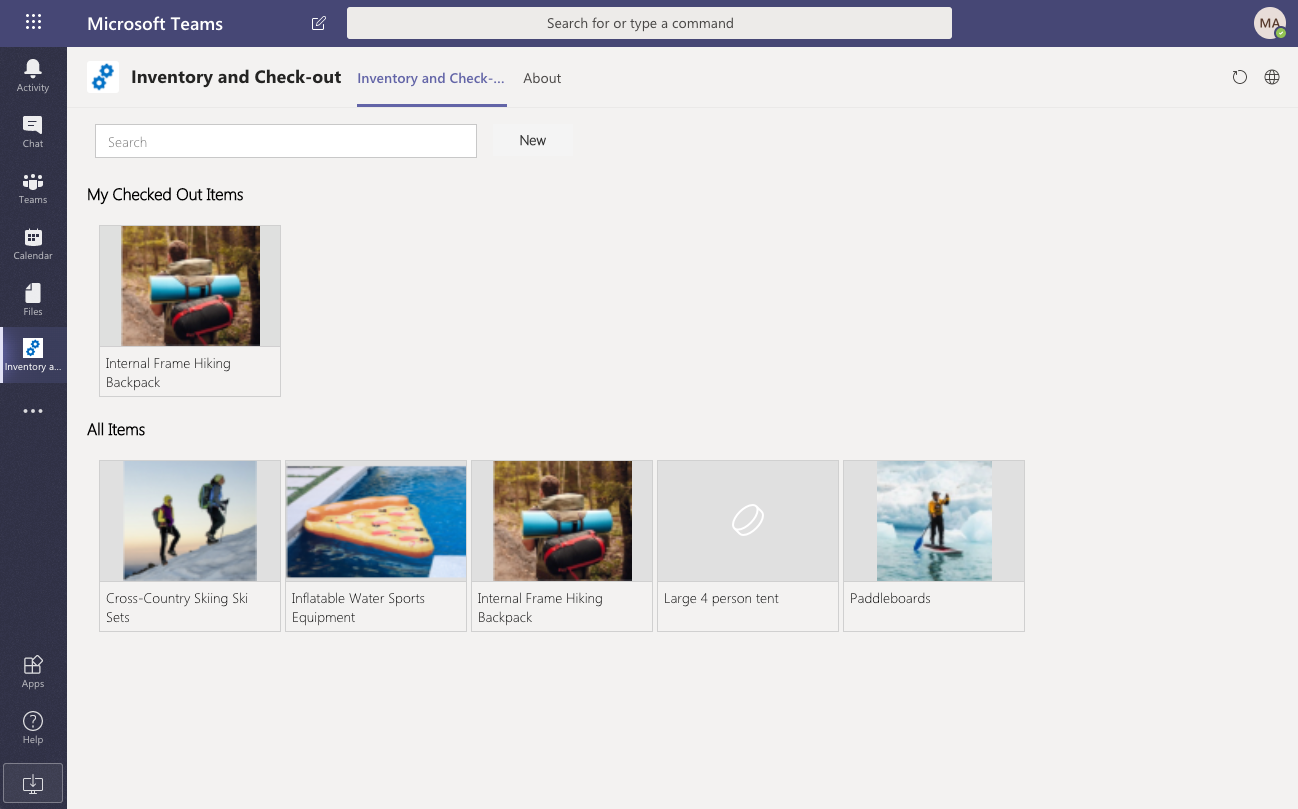 Microsoft Teams
Search for or type a command
MA
Activity
Chat
Teams
Calendar
Files
Inventory a...
Apps
Help
Inventory and Check-out
Inventory and Check-...
About
Search
New
My Checked Out Items
Internal Frame Hiking
Backpack
All Items
Cross-Country Skiing Ski
Sets
Inflatable Water Sports
Equipment
Internal Frame Hiking
Backpack
Large 4 person tent
Paddleboards